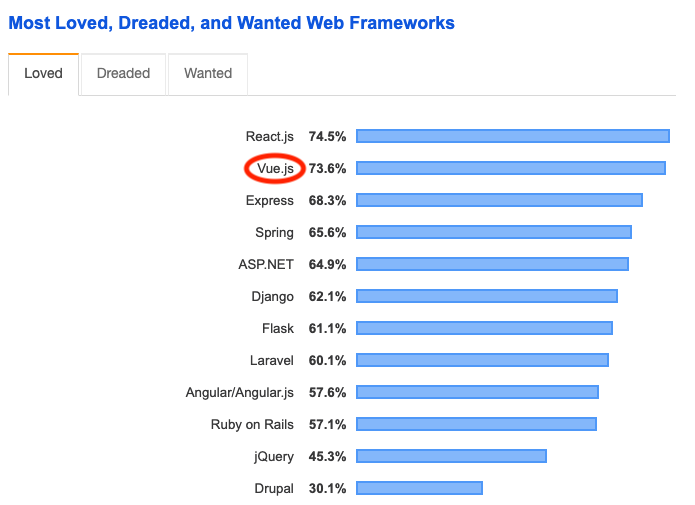 Most Loved, Dreaded, and Wanted Web Frameworks
Loved Dreaded Wanted
React.js 74.5%
Vue.js 73.6%
Express 68.3%
Spring 65.6%
ASP.NET 64.9%
Django 62.1%
Flask 61.1%
Laravel 60.1%
Angular/Angular.js 57.6%
Ruby on Rails 57.1%
jQuery 45.3%
Drupal 30.1%